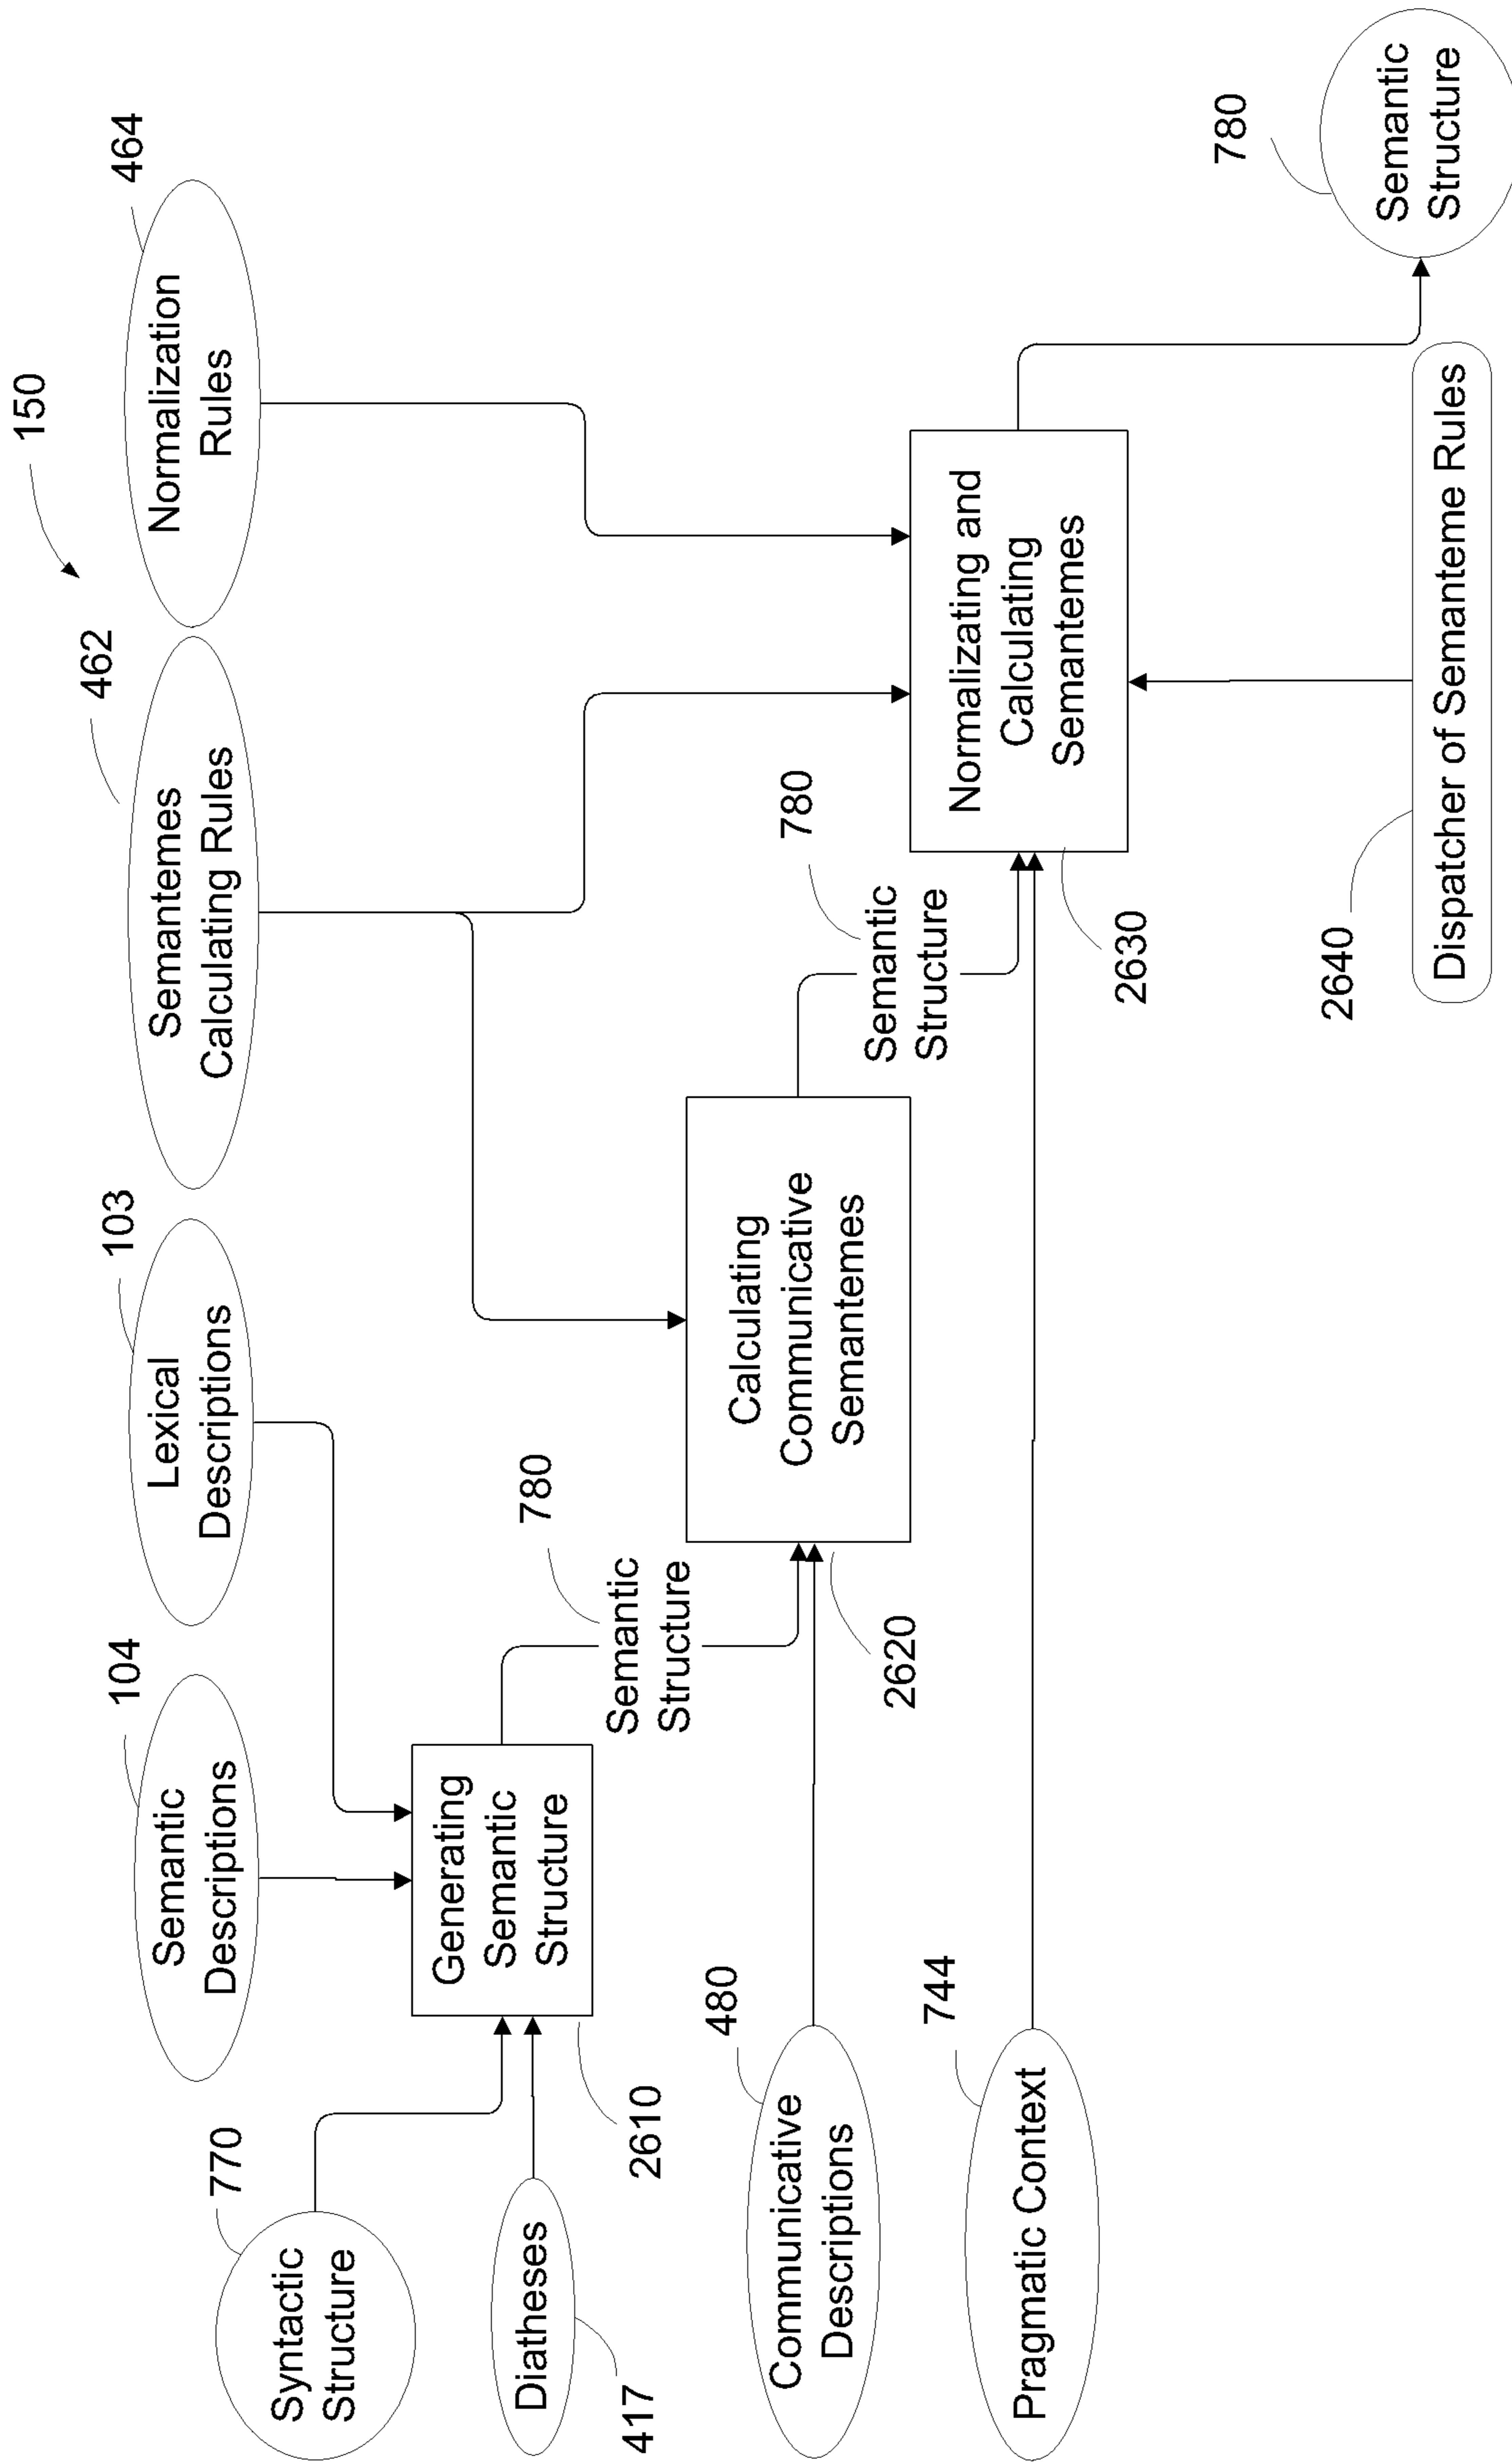 150
104
103
462
464
Semantic
Descriptions
Lexical
Descriptions
Semantemes
Calculating Rules
Normalization
Rules
770
Syntactic
Structure
Diatheses
417
Generating
Semantic
Structure
2610
780
Semantic
Structure
480
Communicative
Descriptions
Calculating
Communicative
Semantemes
2620
780
Semantic
Structure
744
Pragmatic Context
Normalizating and
Calculating
Semantemes
2630
780
Semantic
Structure
2640
Dispatcher of Semanteme Rules